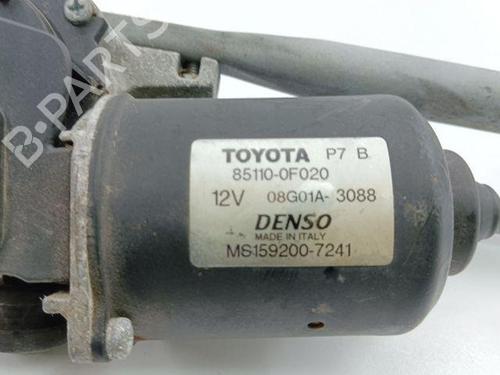 B-PARTS
TOYOTA P7 B
85110-0F020
12V 08G01A- 3088
DENSO
MADE IN ITALY
MS159200-7241